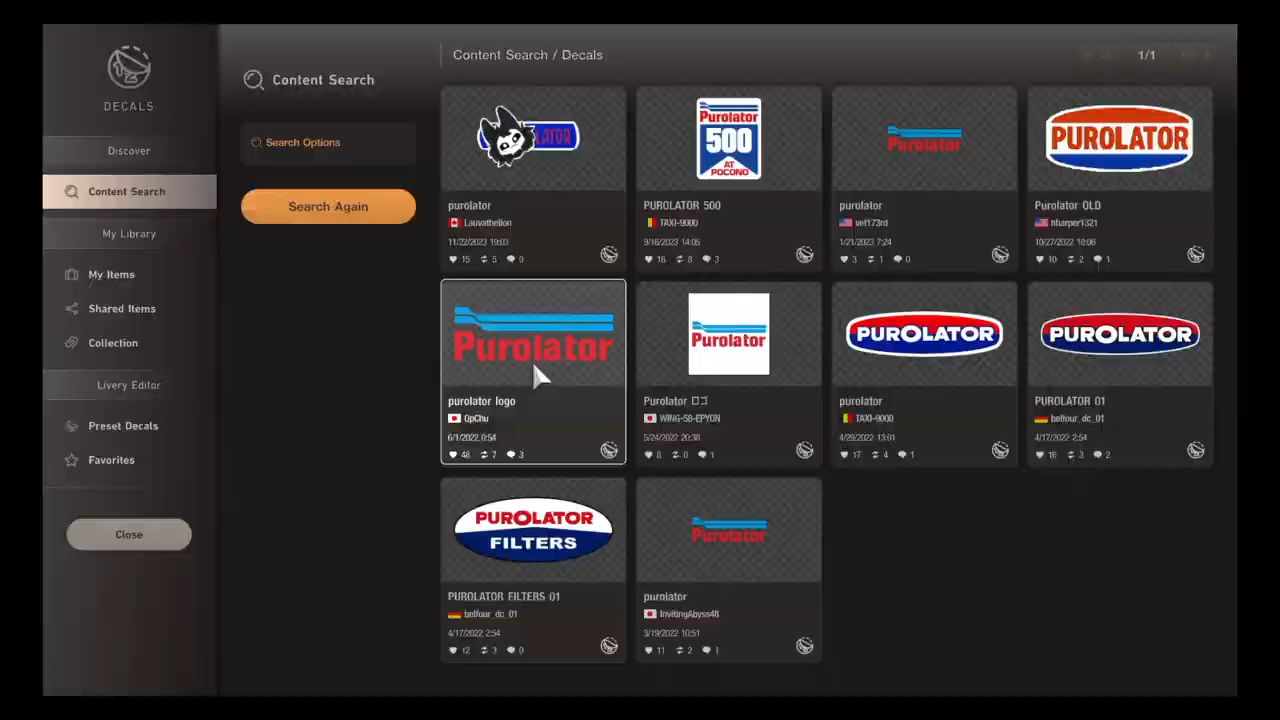 DECALS
Discover
Content Search
My Library
My Items
Shared Items
Collection
Livery Editor
Preset Decals
Favorites
Close
Content Search
Search Options
Search Again
Content Search / Decals
1/1
LATOR
purolator
Lauvathelion
11/22/2023 19:03
15 5 0
Purolator
500
AT
POCONO
PUROLATOR 500
TAXI-9000
9/16/2023 14:05
16 8 3
Purolator
purolator
vef173rd
1/21/2023 7:24
3 1 0
PUROLATOR
Purolator QLD
hharper1321
10/27/2022 18:06
10 2 1
Purolator
purolator logo
OpChu
6/1/2022 0:54
48 7 3
Purolator
Purolator ロゴ
WING-58-EPYON
5/24/2022 20:38
8 0 1
PUROLATOR
purolator
TAXI-9000
4/29/2022 13:01
17 4 1
PUROLATOR
PUROLATOR 01
belfour_dc_01
4/17/2022 2:54
16 3 2
PUROLATOR
FILTERS
PUROLATOR FILTERS 01
belfour_dc_01
4/17/2022 2:54
12 3 0
Purolator
purolator
InvitingAbyss48
3/19/2022 10:51
11 2 1